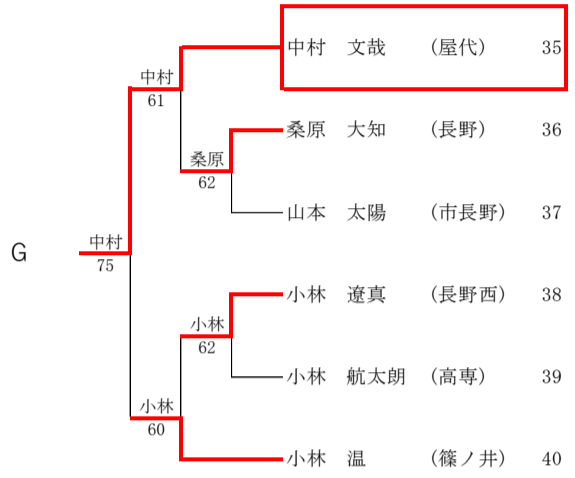 中村 文哉 (屋代) 35
中村
61
桑原 大知 (長野) 36
桑原
62
山本 太陽 (市長野) 37
G
中村
75
小林 遼真 (長野西) 38
小林
62
小林 航太朗 (高専) 39
小林
60
小林 温 (篠ノ井) 40